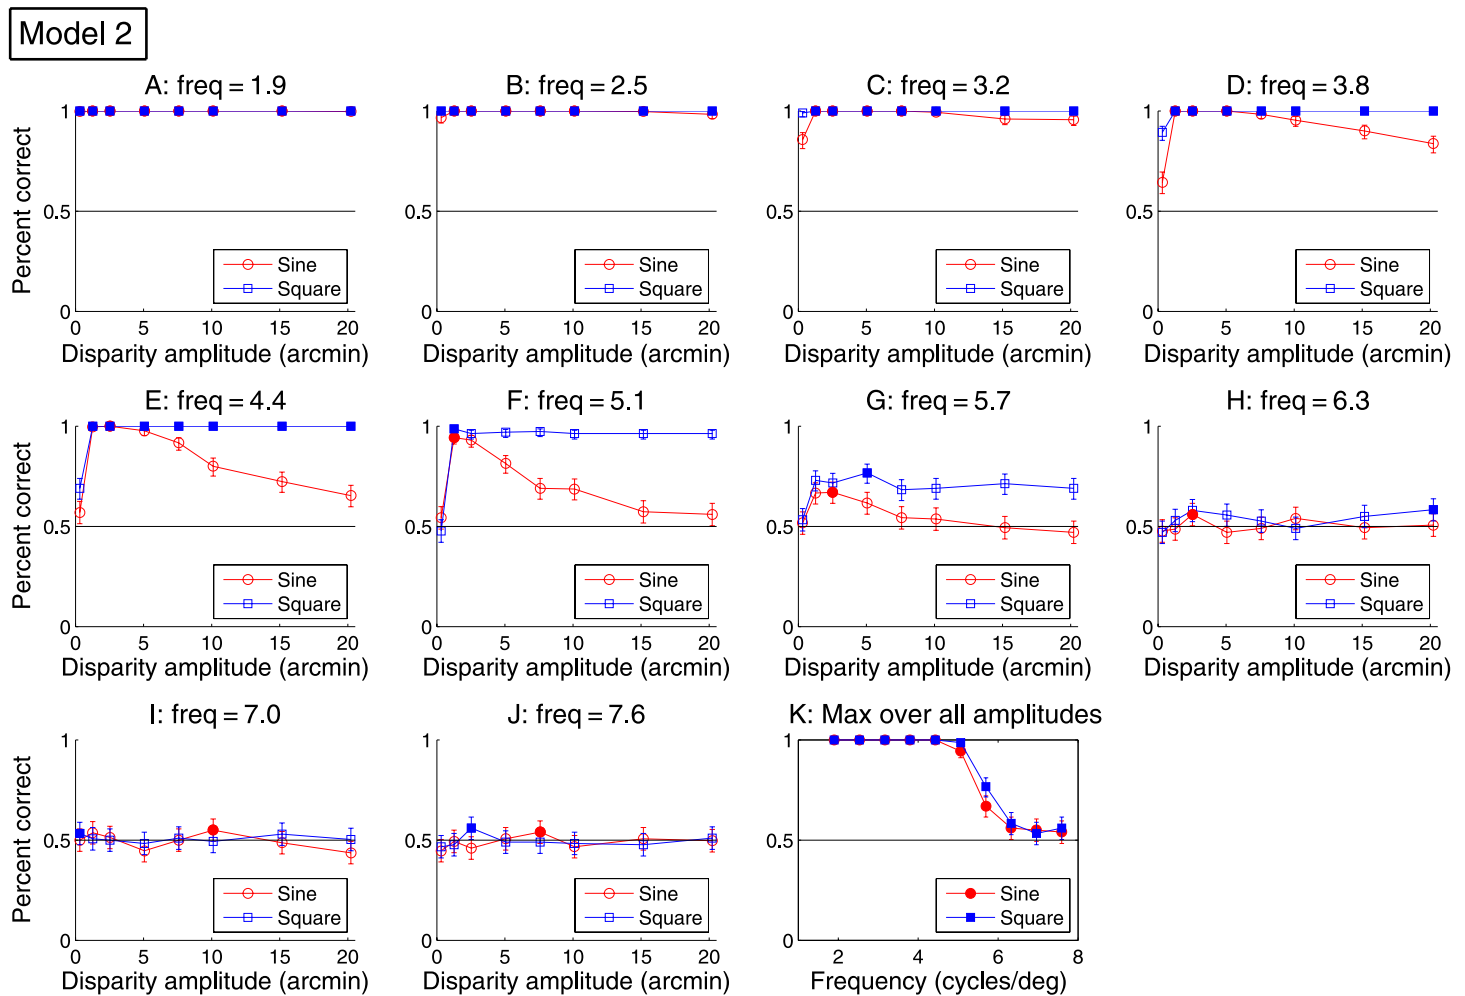 Model 2
A: freq = 1.9
B: freq = 2.5
C: freq = 3.2
D: freq = 3.8
Percent correct
1
0.5
0
Sine
Square
0 5 10 15 20
Disparity amplitude (arcmin)
1
0.5
0
Sine
Square
0 5 10 15 20
Disparity amplitude (arcmin)
1
0.5
0
Sine
Square
0 5 10 15 20
Disparity amplitude (arcmin)
1
0.5
0
Sine
Square
0 5 10 15 20
Disparity amplitude (arcmin)
E: freq = 4.4
F: freq = 5.1
G: freq = 5.7
H: freq = 6.3
Percent correct
1
0.5
0
Sine
Square
0 5 10 15 20
Disparity amplitude (arcmin)
1
0.5
0
Sine
Square
0 5 10 15 20
Disparity amplitude (arcmin)
1
0.5
0
Sine
Square
0 5 10 15 20
Disparity amplitude (arcmin)
1
0.5
0
Sine
Square
0 5 10 15 20
Disparity amplitude (arcmin)
I: freq = 7.0
J: freq = 7.6
K: Max over all amplitudes
Percent correct
1
0.5
0
Sine
Square
0 5 10 15 20
Disparity amplitude (arcmin)
1
0.5
0
Sine
Square
0 5 10 15 20
Disparity amplitude (arcmin)
1
0.5
0
Sine
Square
2 4 6 8
Frequency (cycles/deg)